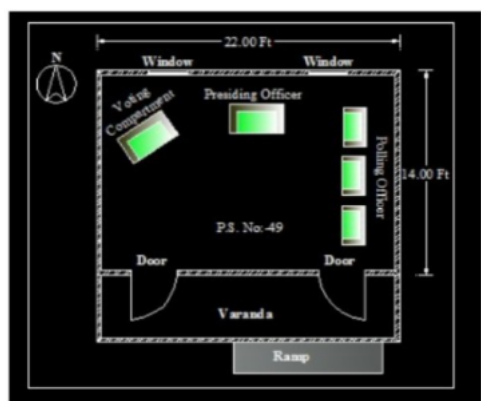 22.00 Ft
N
Window
Window
Voting
Compartment
Presiding Officer
Polling Officer
14.00 Ft
P.S. No:-49
Door
Door
Varanda
Ramp